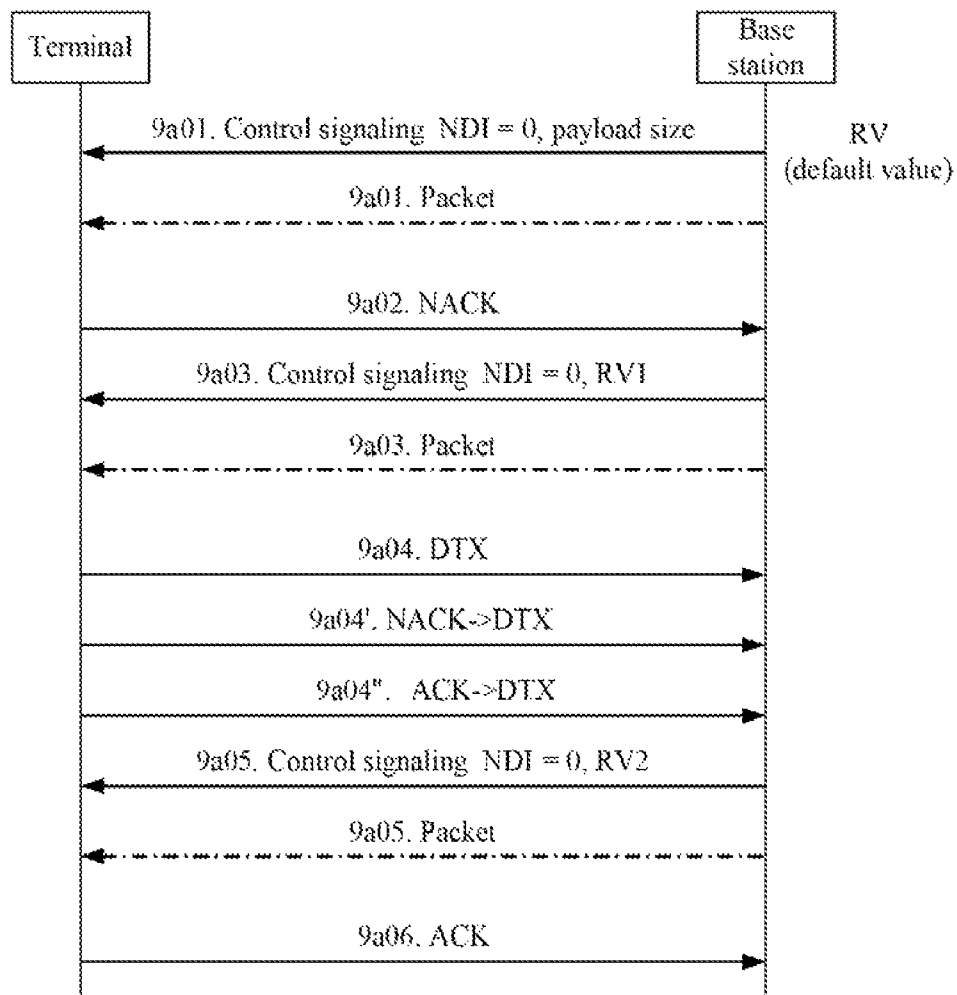 Terminal
Base
station
9a01. Control signaling NDI = 0, payload size
RV
(default value)
9a01. Packet
9a02. NACK
9a03. Control signaling NDI = 0, RV1
9a03. Packet
9a04. DTX
9a04'. NACK->DTX
9a04". ACK->DTX
9a05. Control signaling NDI = 0, RV2
9a05. Packet
9a06. ACK